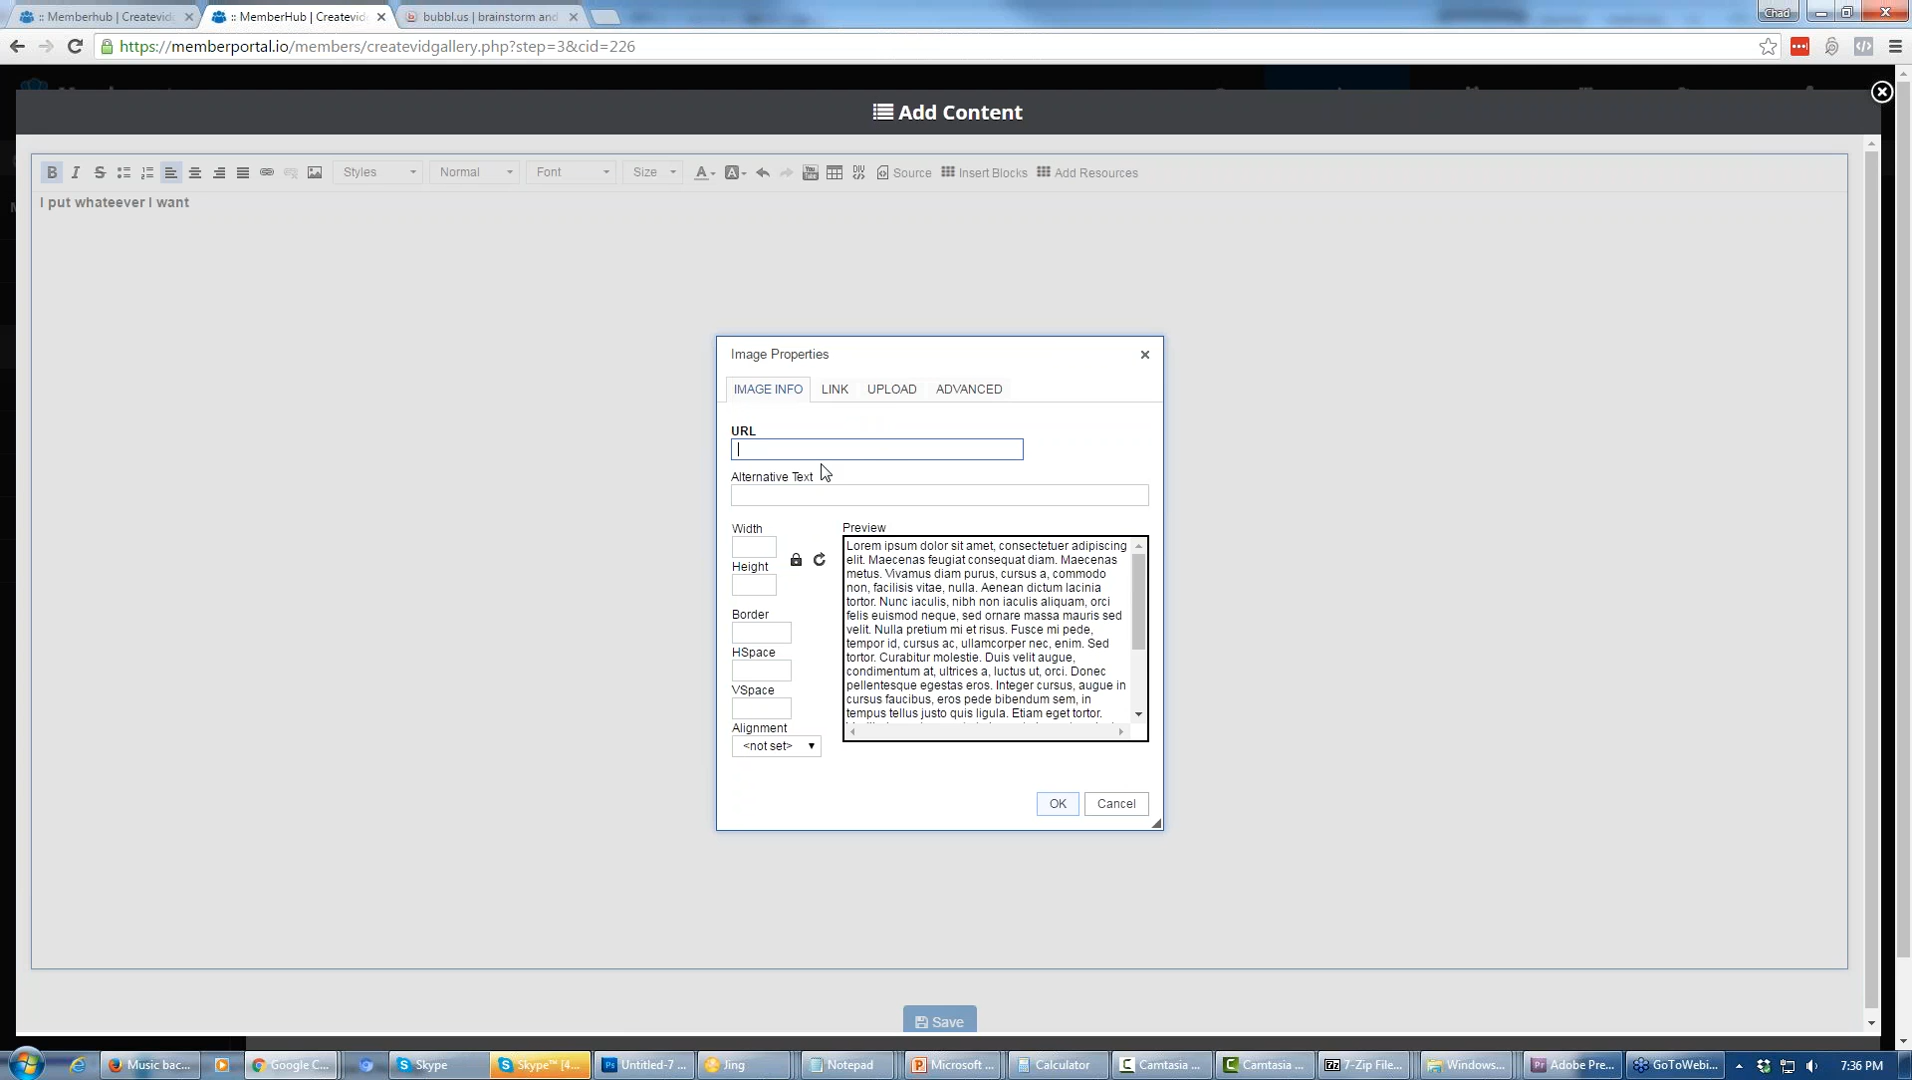 :: MemberHub | Createvid
:: MemberHub | Createvid
bubbl.us | brainstorm and
Chad
https://memberportal.io/members/createvidgallery.php?step=3&cid=226
Add Content
B I S Styles Normal Font Size A A Source Insert Blocks Add Resources
I put whateever I want
Image Properties
IMAGE INFO LINK UPLOAD ADVANCED
URL
Alternative Text
Width
Height
Border
HSpace
VSpace
Alignment
<not set>
Preview
Lorem ipsum dolor sit amet, consectetuer adipiscing
elit. Maecenas feugiat consequat diam. Maecenas
metus. Vivamus diam purus, cursus a, commodo
non, facilisis vitae, nulla. Aenean dictum lacinia
tortor. Nunc iaculis, nibh non iaculis aliquam, orci
felis euismod neque, sed ornare massa mauris sed
velit. Nulla pretium mi et risus. Fusce mi pede,
tempor id, cursus ac, ullamcorper nec, enim. Sed
tortor. Curabitur molestie. Duis velit augue,
condimentum at, ultrices a, luctus ut, orci. Donec
pellentesque egestas eros. Integer cursus, augue in
cursus faucibus, eros pede bibendum sem, in
tempus tellus justo quis ligula. Etiam eget tortor.
OK Cancel
Save
Music bac... Google C... Skype Skype™ [4... Untitled-7 ... Jing Notepad Microsoft ... Calculator Camtasia ... Camtasia ... 7-Zip File... Windows... Adobe Pre... GoToWebi... 7:36 PM